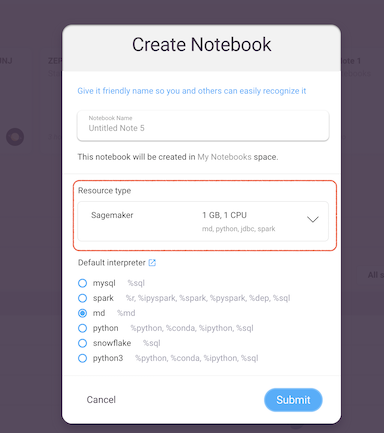 Create Notebook
Give it friendly name so you and others can easily recognize it
Notebook Name
Untitled Note 5
This notebook will be created in My Notebooks space.
Resource type
Sagemaker 1 GB, 1 CPU
md, python, jdbc, spark
Default interpreter
mysql %sql
spark %r, %ipyspark, %spark, %pyspark, %dep, %sql
md %md
python %python, %conda, %ipython, %sql
snowflake %sql
python3 %python, %conda, %ipython, %sql
Cancel Submit